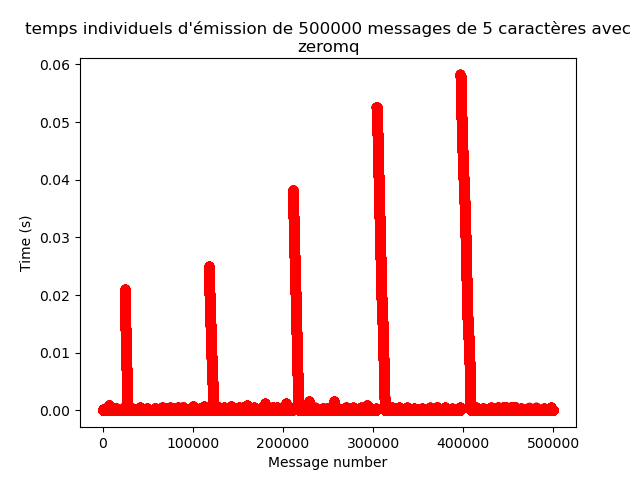 temps individuels d'émission de 500000 messages de 5 caractères avec
zeromq
0.06
0.05
0.04
0.03
0.02
0.01
0.00
Time (s)
0 100000 200000 300000 400000 500000
Message number